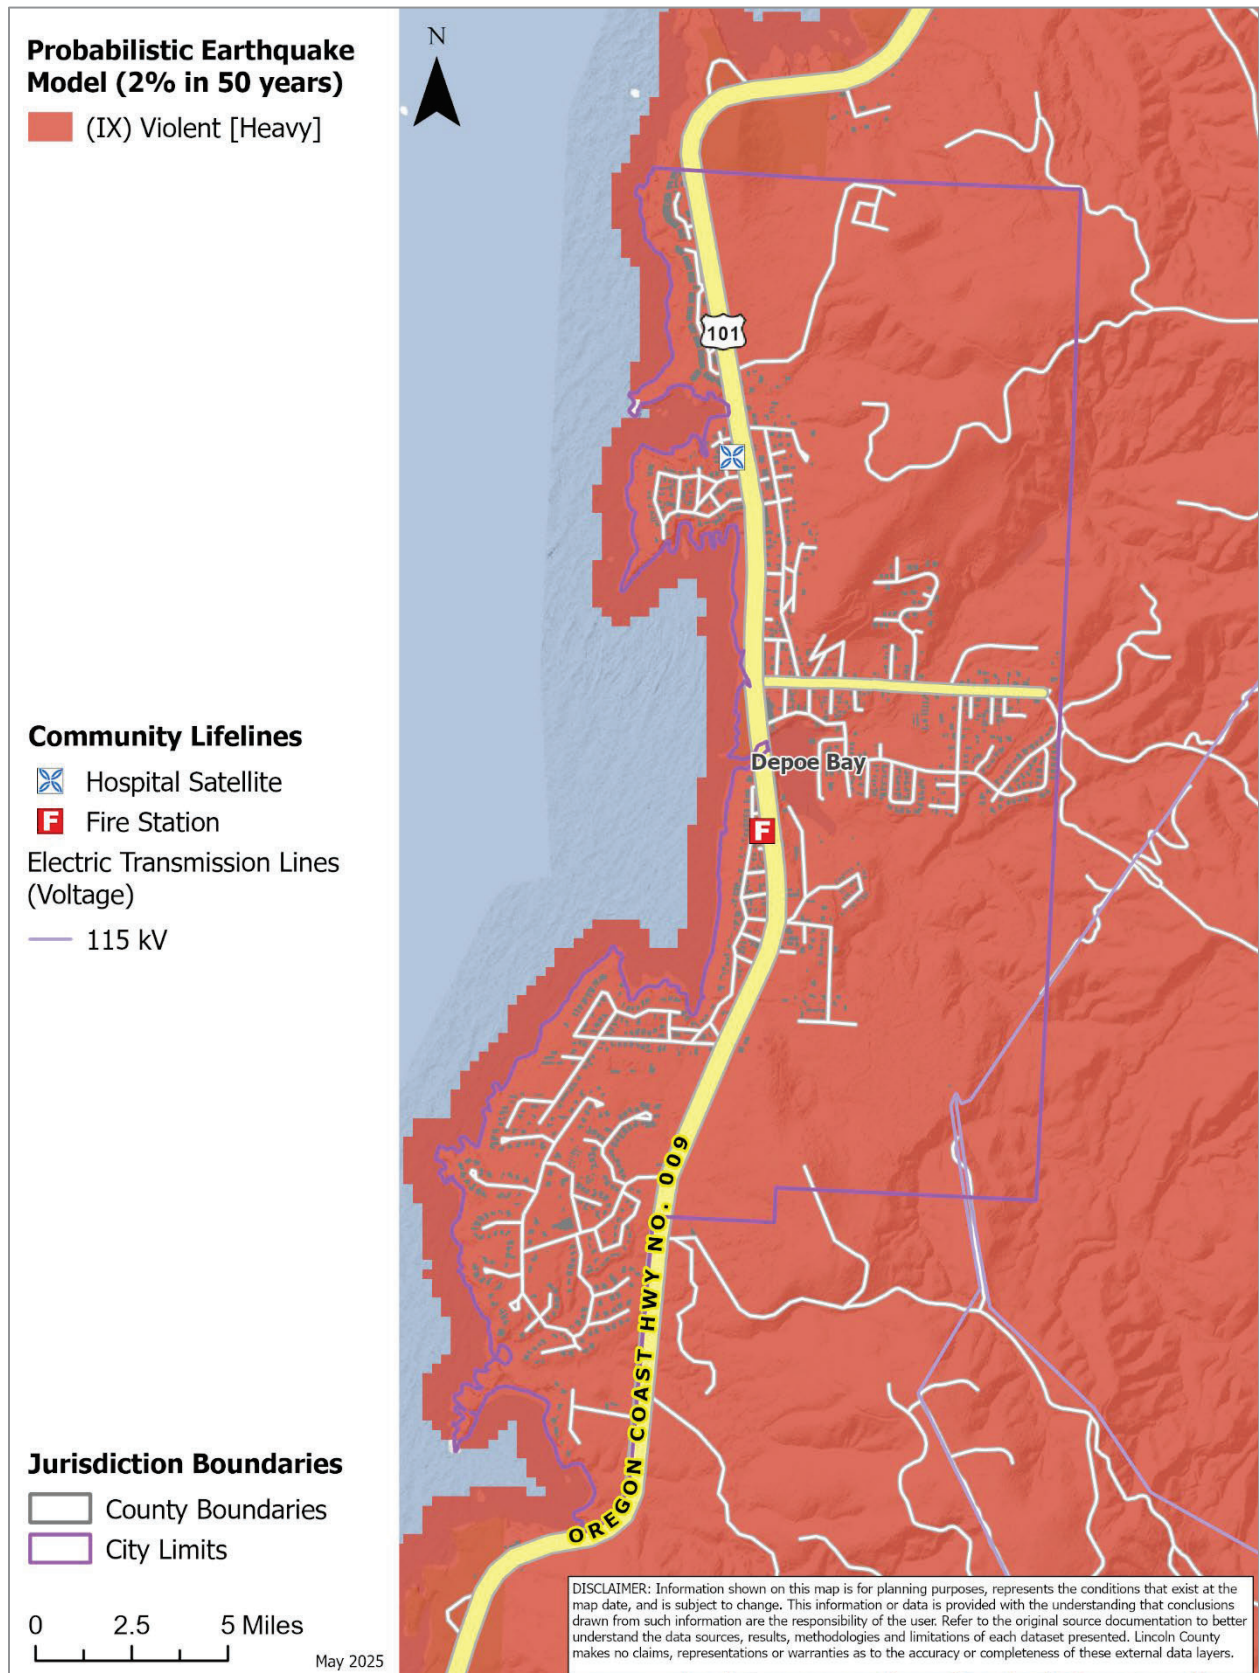 Probabilistic Earthquake
Model (2% in 50 years)
(IX) Violent [Heavy]
N
101
Depoe Bay
F
Community Lifelines
Hospital Satellite
F Fire Station
Electric Transmission Lines
(Voltage)
115 kV
OREGON COAST HWY NO. 009
Jurisdiction Boundaries
County Boundaries
City Limits
0 2.5 5 Miles
May 2025
DISCLAIMER: Information shown on this map is for planning purposes, represents the conditions that exist at the
map date, and is subject to change. This information or data is provided with the understanding that conclusions
drawn from such information are the responsibility of the user. Refer to the original source documentation to better
understand the data sources, results, methodologies and limitations of each dataset presented. Lincoln County
makes no claims, representations or warranties as to the accuracy or completeness of these external data layers.